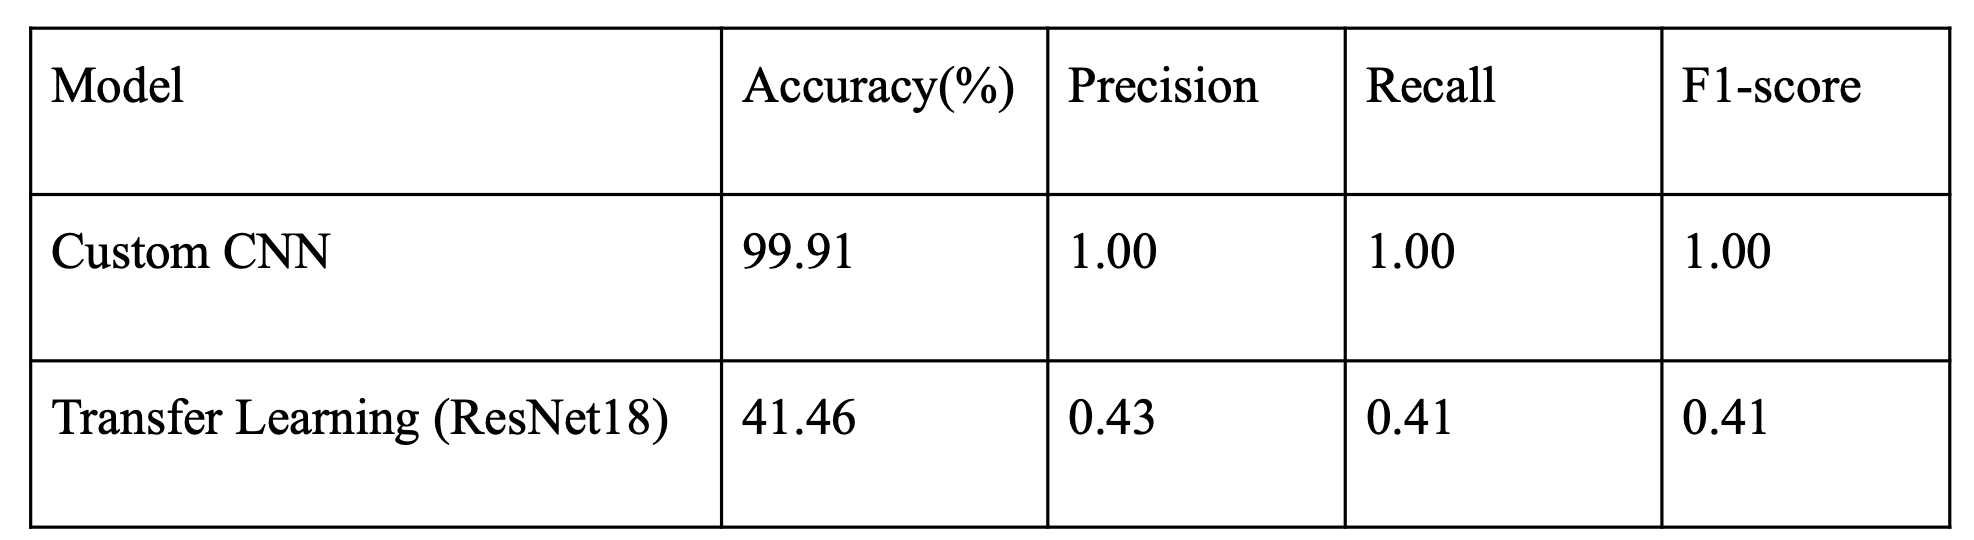 Model Accuracy(%) Precision Recall F1-score
Custom CNN 99.91 1.00 1.00 1.00
Transfer Learning (ResNet18) 41.46 0.43 0.41 0.41